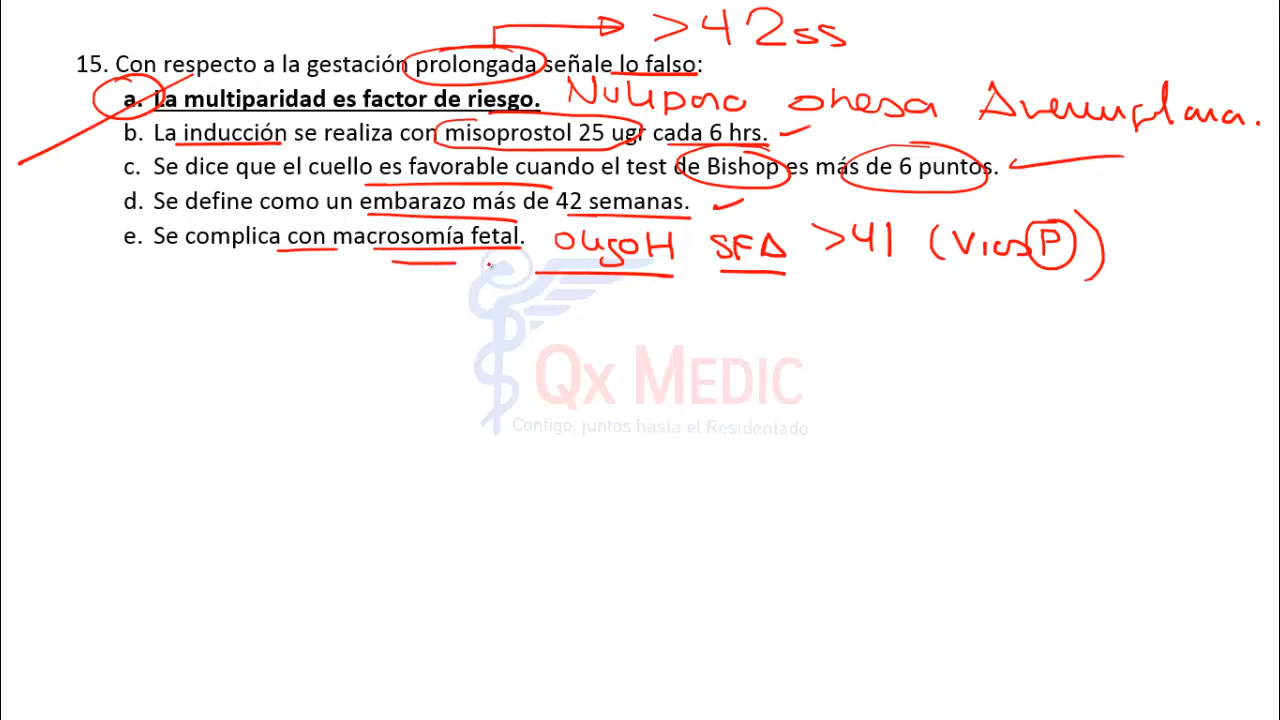 >42ss
15. Con respecto a la gestación prolongada señale lo falso:
a. La multiparidad es factor de riesgo. Nulipara obesa
b. La inducción se realiza con misoprostol 25 ugr cada 6 hrs.
c. Se dice que el cuello es favorable cuando el test de Bishop es más de 6 puntos.
d. Se define como un embarazo más de 42 semanas.
e. Se complica con macrosomía fetal. OligoH SFA >41 (Vias P)
Qx MEDIC
Contigo, juntos hasta el Residentado